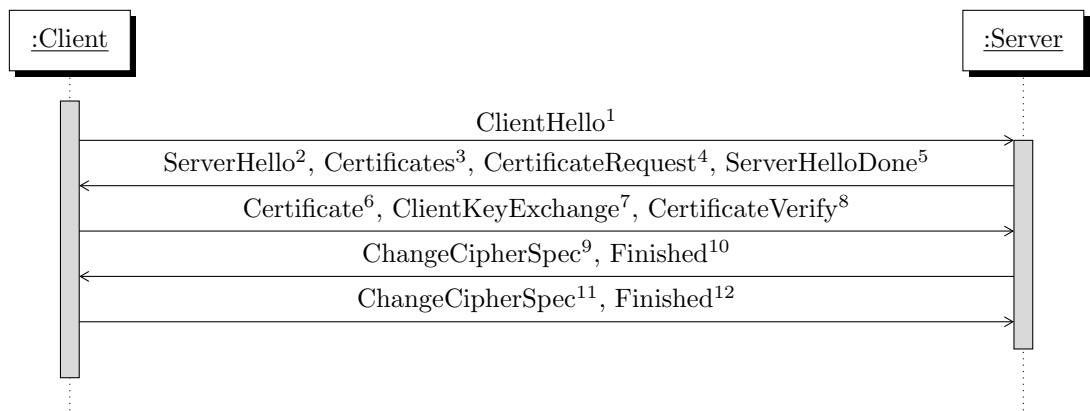 :Client
:Server
ClientHello¹
ServerHello², Certificates³, CertificateRequest⁴, ServerHelloDone⁵
Certificate⁶, ClientKeyExchange⁷, CertificateVerify⁸
ChangeCipherSpec⁹, Finished¹⁰
ChangeCipherSpec¹¹, Finished¹²